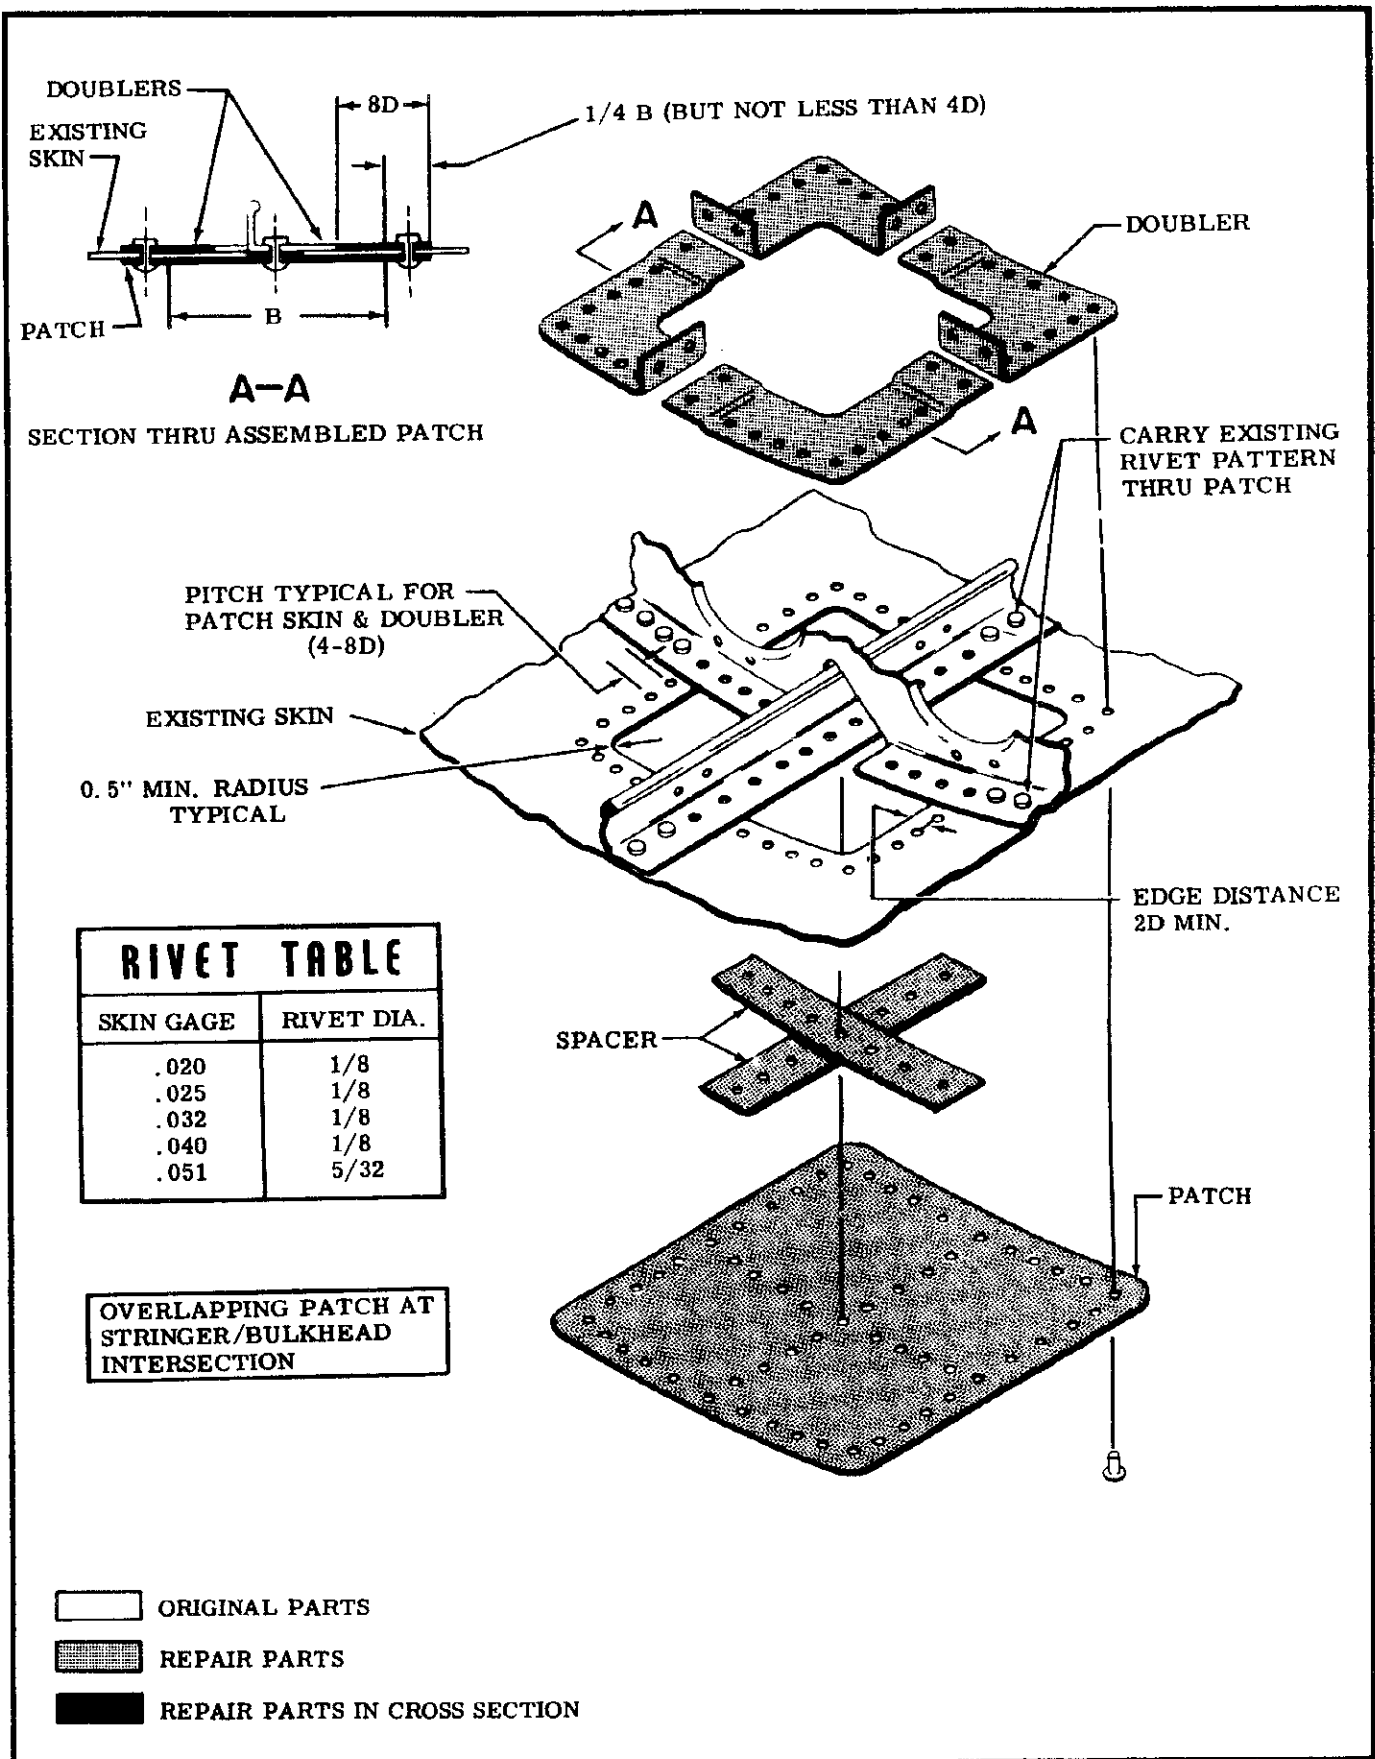 DOUBLERS
EXISTING
SKIN
8D
1/4 B (BUT NOT LESS THAN 4D)
PATCH
B
A-A
SECTION THRU ASSEMBLED PATCH
A
DOUBLER
A
CARRY EXISTING
RIVET PATTERN
THRU PATCH
PITCH TYPICAL FOR
PATCH SKIN & DOUBLER
(4-8D)
EXISTING SKIN
0.5" MIN. RADIUS
TYPICAL
EDGE DISTANCE
2D MIN.
RIVET TABLE
SKIN GAGE RIVET DIA.
.020 1/8
.025 1/8
.032 1/8
.040 1/8
.051 5/32
SPACER
PATCH
OVERLAPPING PATCH AT
STRINGER/BULKHEAD
INTERSECTION
ORIGINAL PARTS
REPAIR PARTS
REPAIR PARTS IN CROSS SECTION